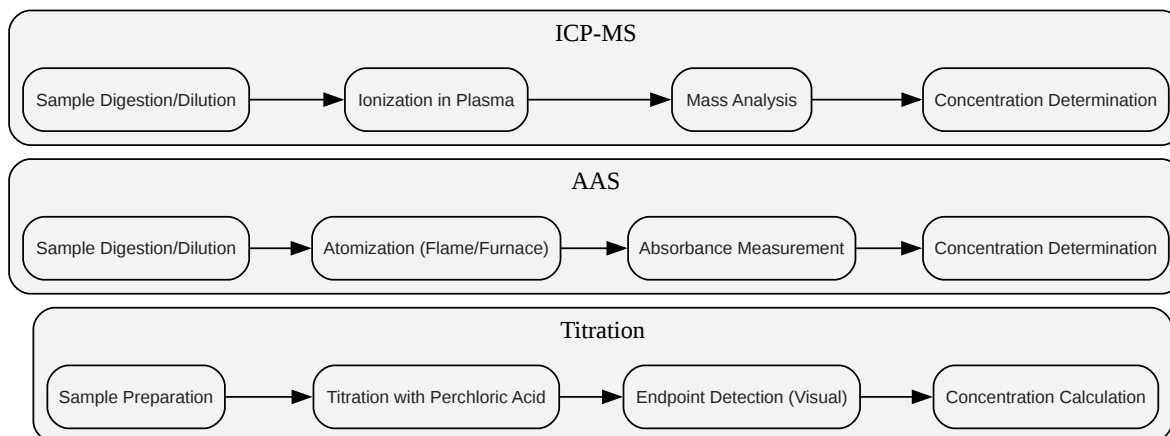 ICP-MS
Sample Digestion/Dilution
Ionization in Plasma
Mass Analysis
Concentration Determination
AAS
Sample Digestion/Dilution
Atomization (Flame/Furnace)
Absorbance Measurement
Concentration Determination
Titration
Sample Preparation
Titration with Perchloric Acid
Endpoint Detection (Visual)
Concentration Calculation